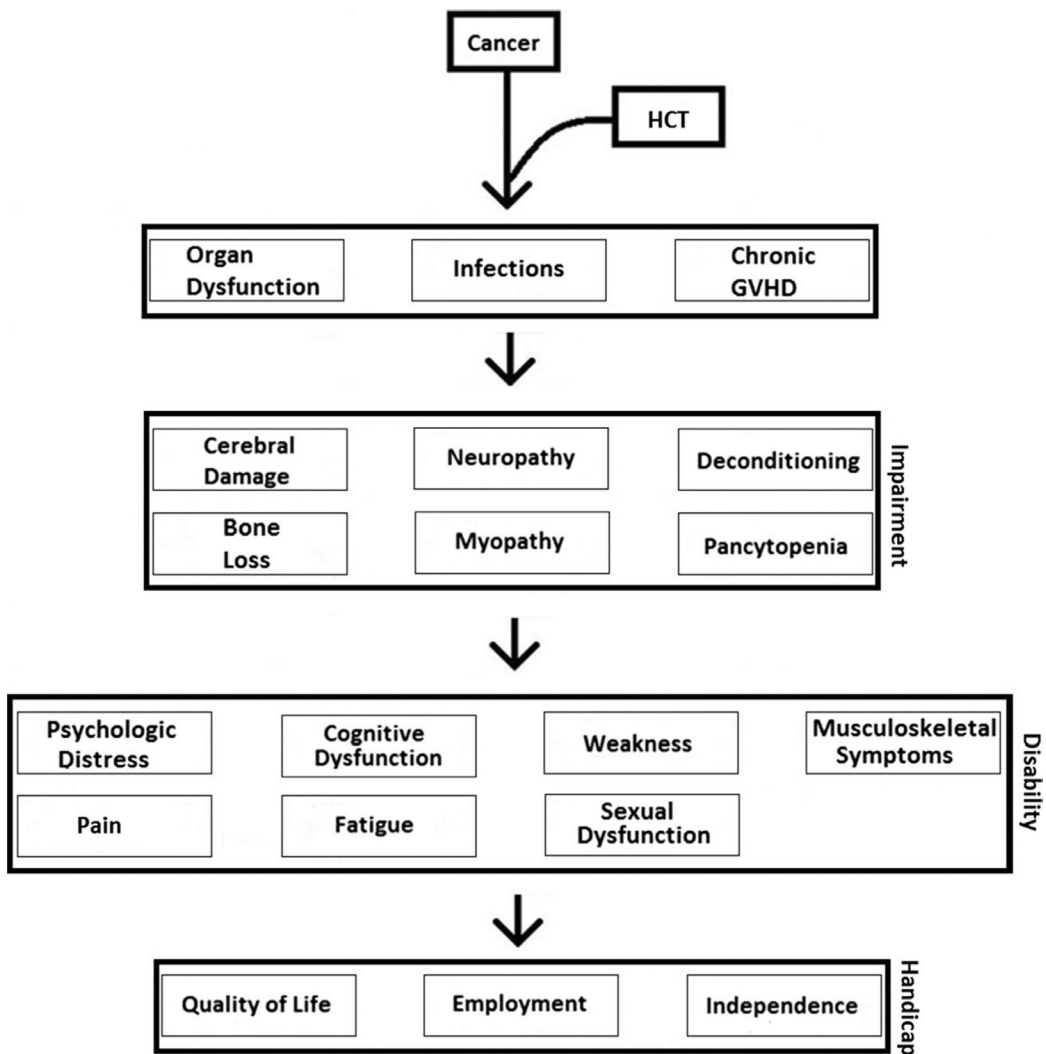 Cancer
HCT
Organ
Dysfunction
Infections
Chronic
GVHD
Cerebral
Damage
Neuropathy
Deconditioning
Bone
Loss
Myopathy
Pancytopenia
Impairment
Psychologic
Distress
Cognitive
Dysfunction
Weakness
Musculoskeletal
Symptoms
Pain
Fatigue
Sexual
Dysfunction
Disability
Quality of Life
Employment
Independence
Handicap